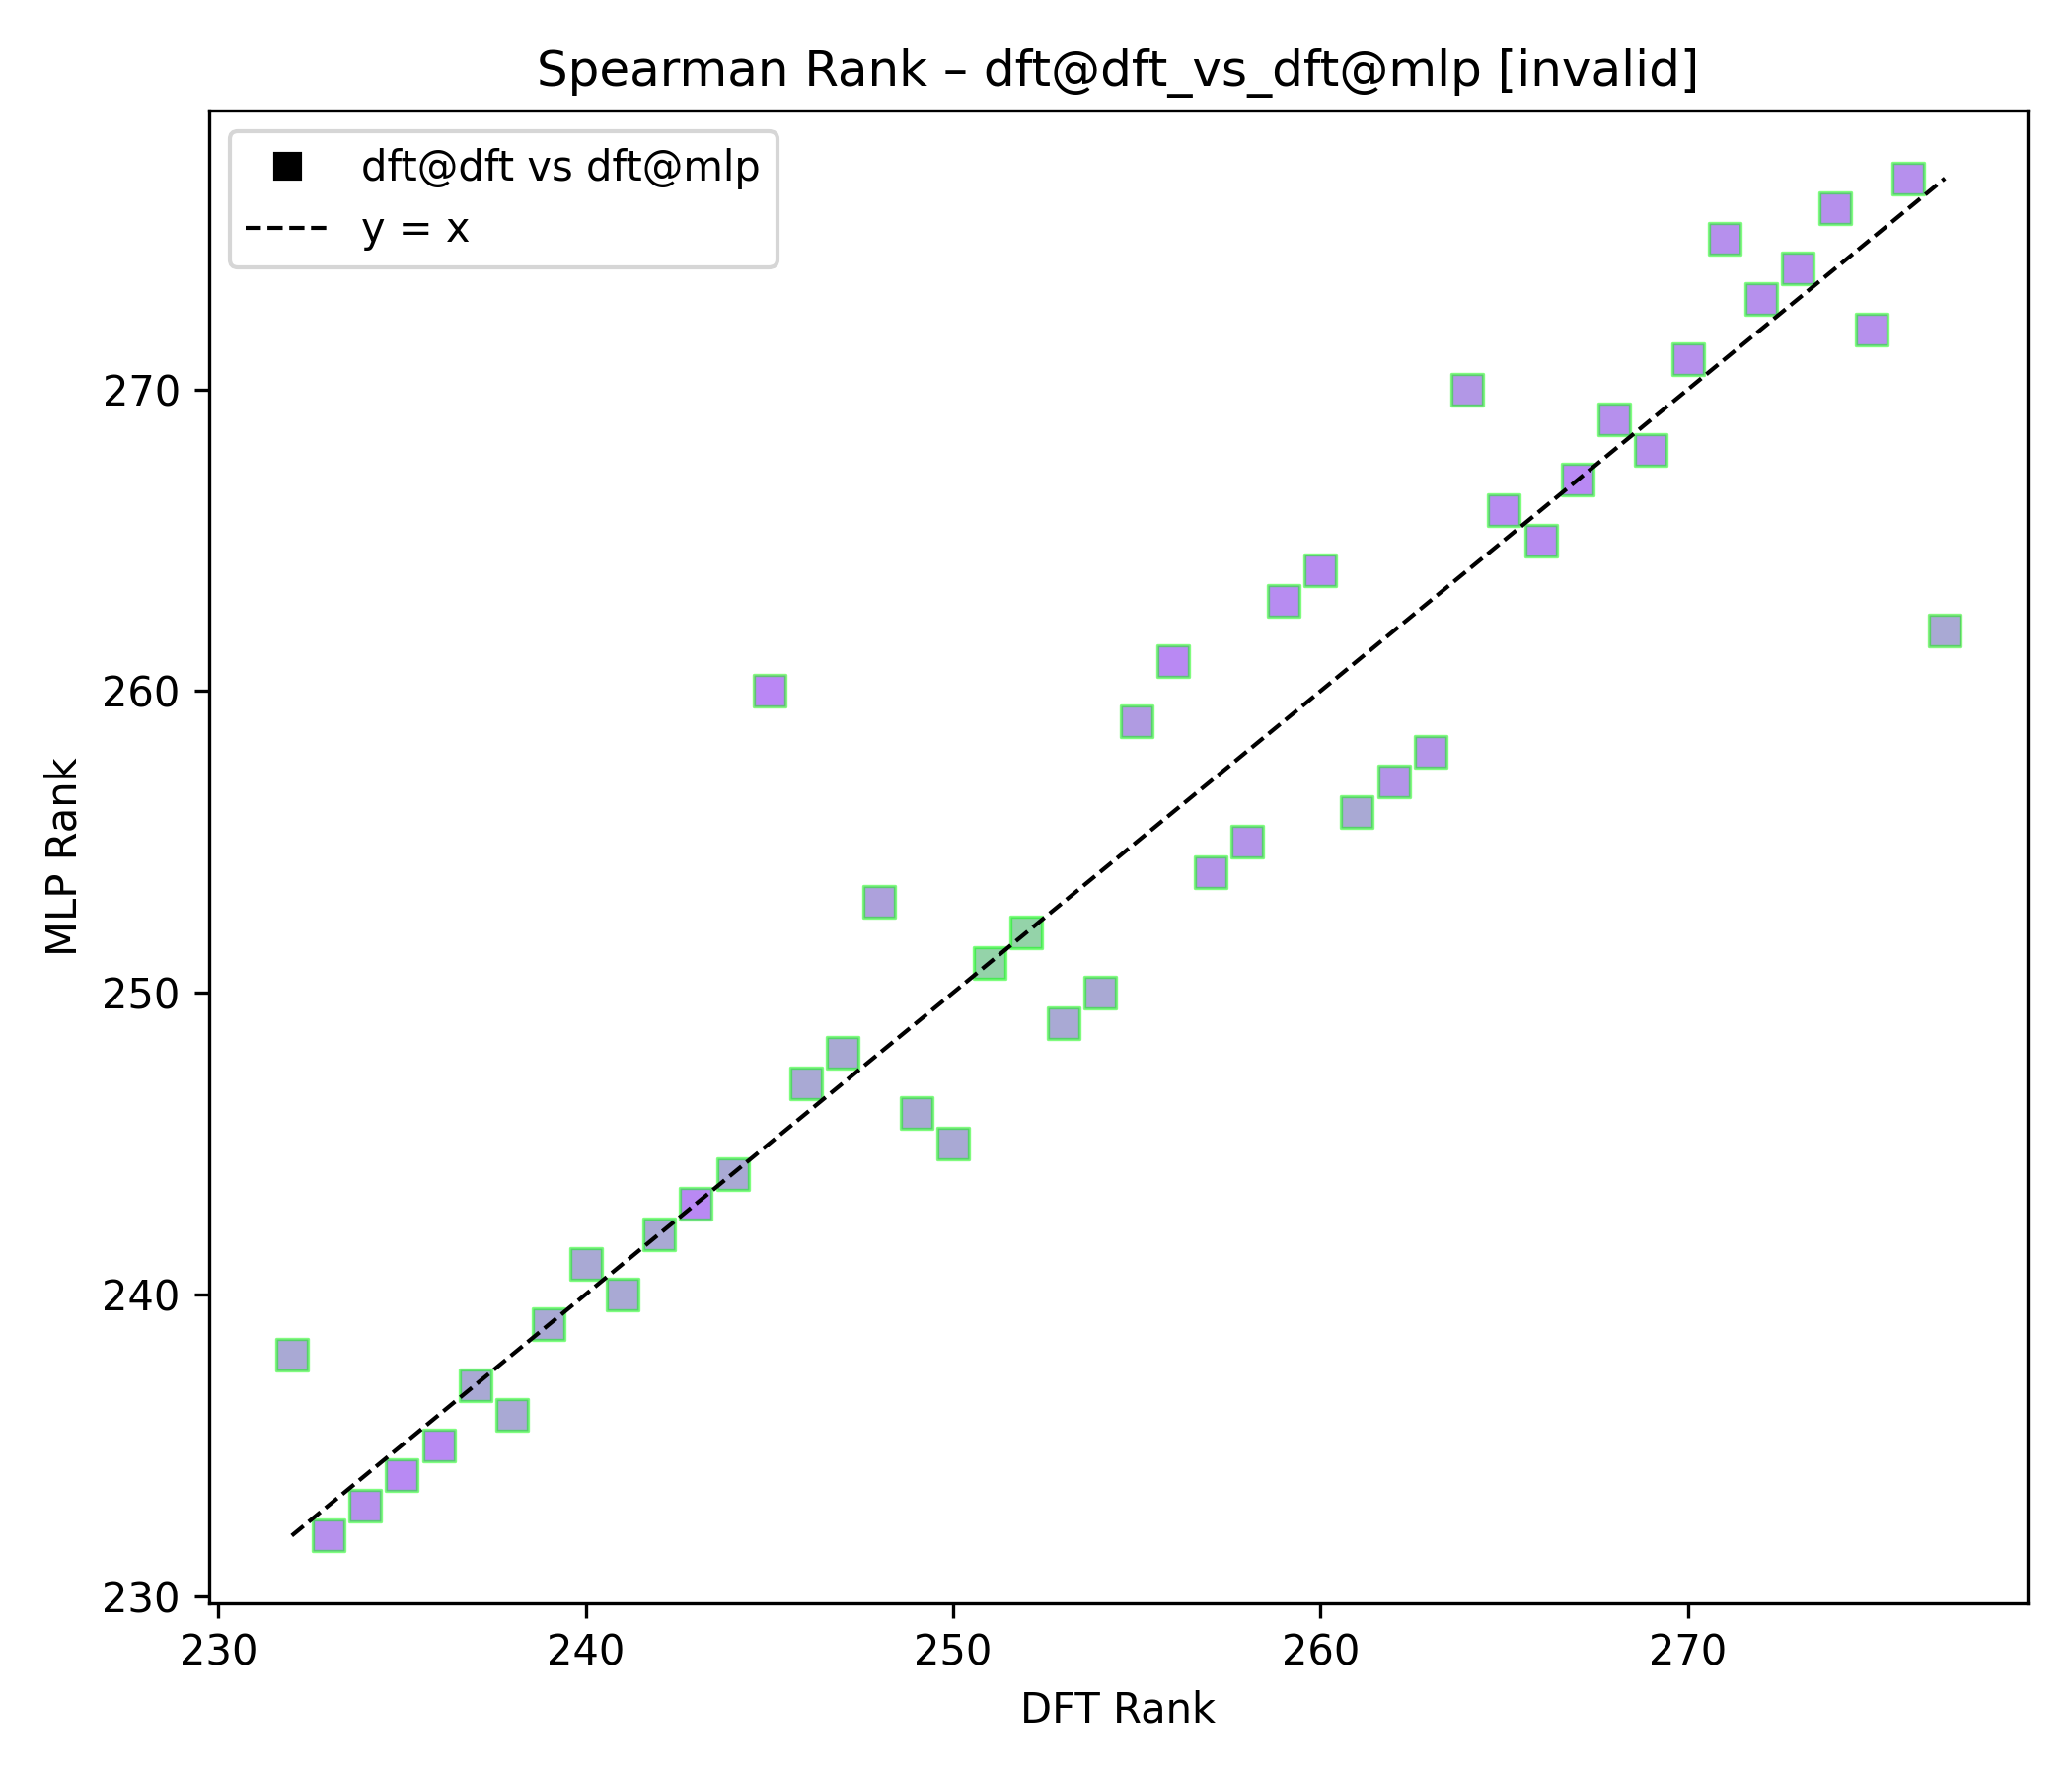 Spearman Rank – dft@dft_vs_dft@mlp [invalid]
dft@dft vs dft@mlp
y = x
MLP Rank
270
260
250
240
230
230 240 250 260 270
DFT Rank